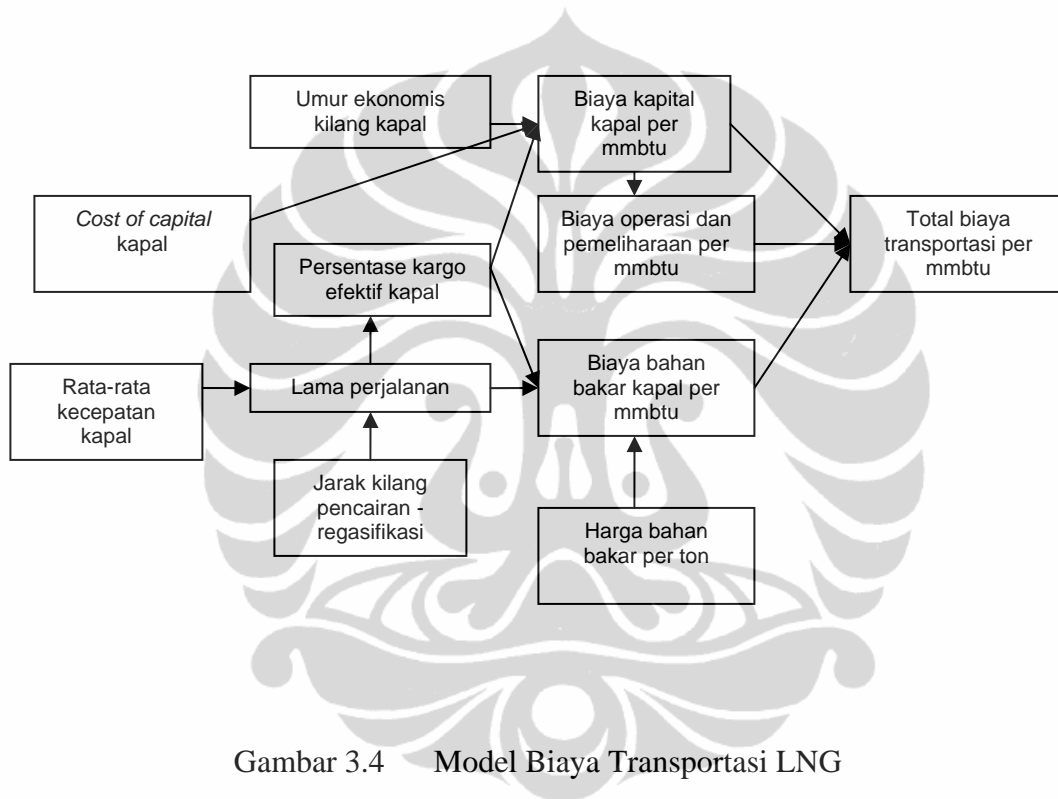 Umur ekonomis
kilang kapal
Biaya kapital
kapal per
mmbtu
Cost of capital
kapal
Biaya operasi dan
pemeliharaan per
mmbtu
Total biaya
transportasi per
mmbtu
Persentase kargo
efektif kapal
Rata-rata
kecepatan
kapal
Lama perjalanan
Biaya bahan
bakar kapal per
mmbtu
Jarak kilang
pencairan -
regasifikasi
Harga bahan
bakar per ton
Gambar 3.4 Model Biaya Transportasi LNG